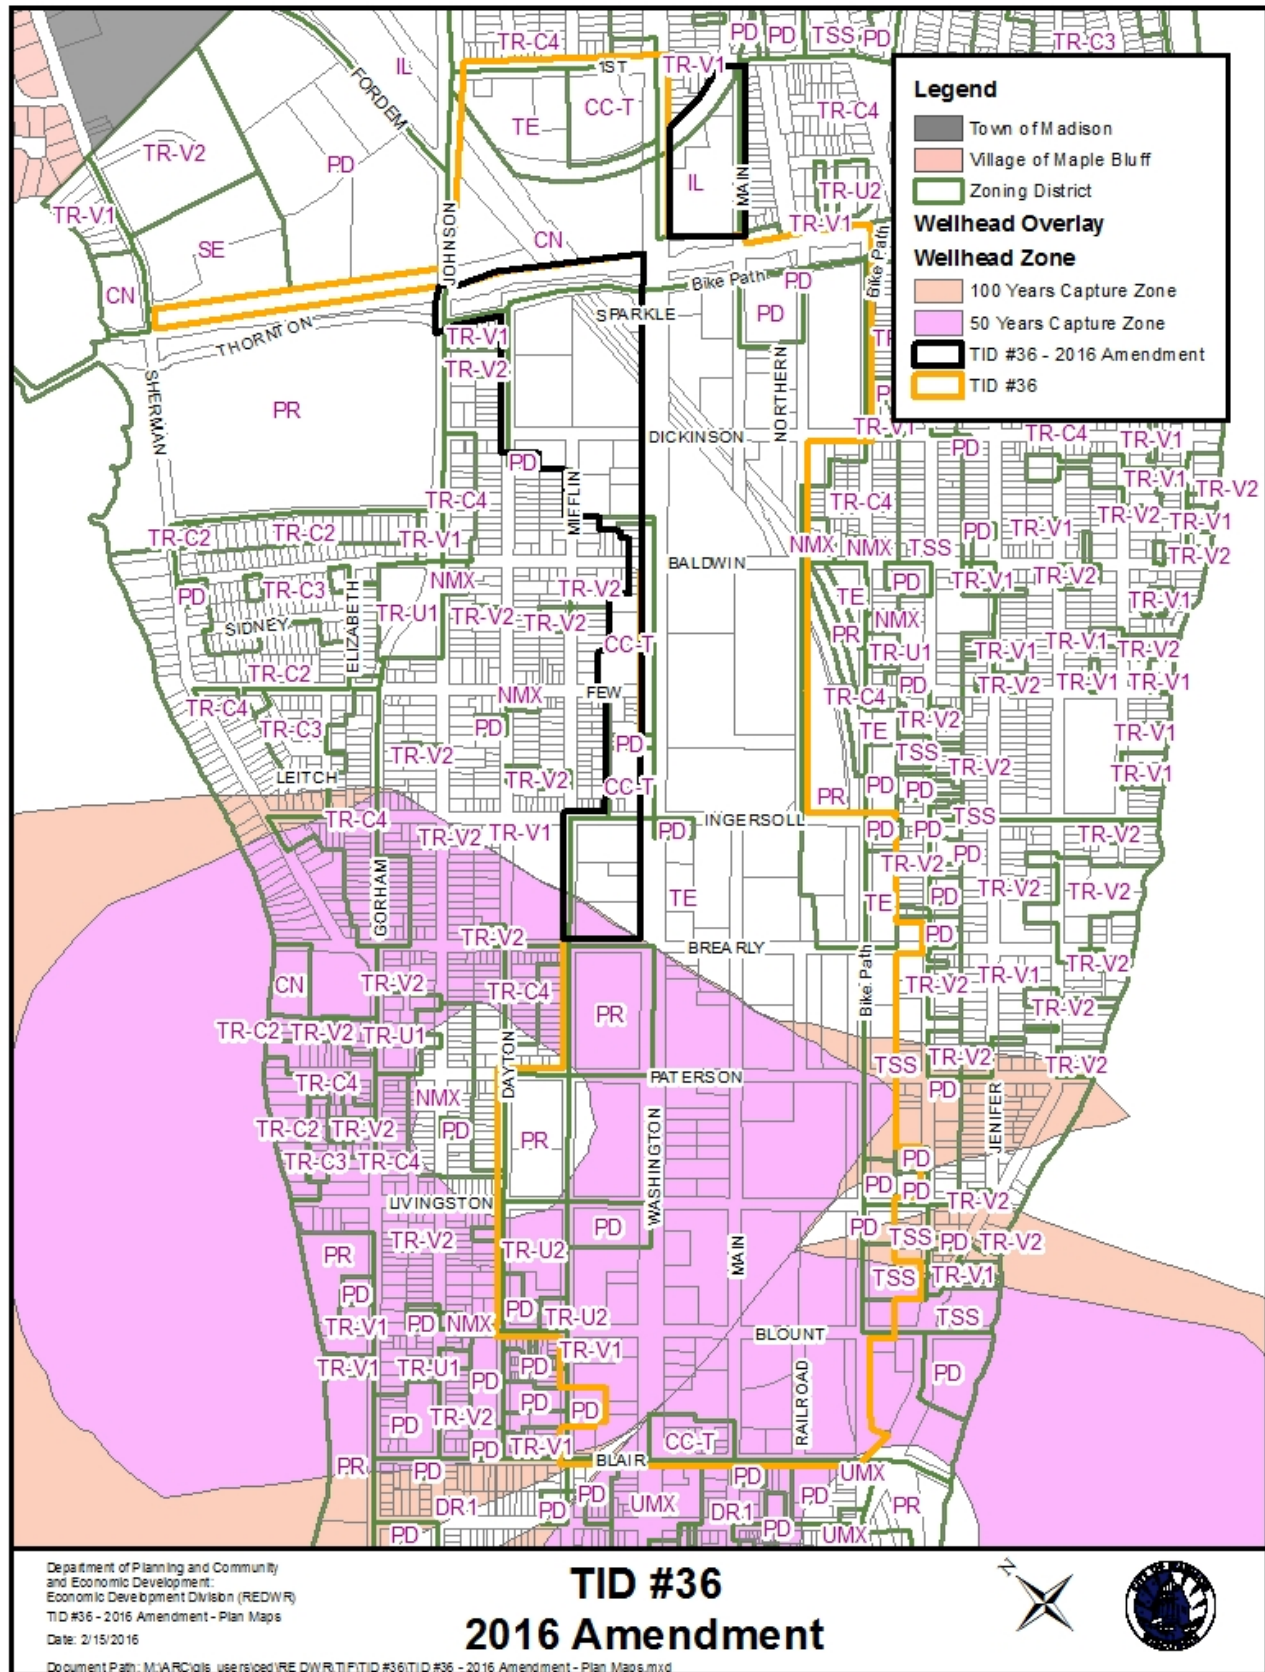 TR-C4
PD
PD
TSS
PD
TR-C3
IL
1ST
TR-V1
FORDEM
CC-T
TE
TR-C4
TR-V2
PD
IL
MAIN
TR-U2
TR-V1
TR-V1
JOHNSON
SE
CN
Bike Path
CN
Bike Path
PD
PD
SPARKLE
THORNTON
TR-V1
TR-V2
SHERMAN
PR
NORTHERN
Legend
Town of Madison
Village of Maple Bluff
Zoning District
Wellhead Overlay
Wellhead Zone
100 Years Capture Zone
50 Years Capture Zone
TID #36 - 2016 Amendment
TID #36
TR-V1
DICKINSON
PD
TR-C4
TR-V1
PD
MIFFLIN
TR-V1
TR-V2
TR-C4
TR-C4
TR-C2
TR-C2
TR-V1
PD
TR-V1
TR-V2
TR-V1
NMX
NMX
TSS
TR-V2
BALDWIN
NMX
TR-V2
PD
TR-C3
ELIZABETH
TR-U1
TR-V2
TR-V2
SIDNEY
PD
TR-V1
TR-V2
TE
NMX
TR-V1
PR
TR-C2
CC-T
TR-U1
TR-V1
TR-V1
TR-V2
TR-C4
NMX
FEW
TR-C4
PD
TR-V2
TR-V1
TR-V1
TR-C3
PD
PD
TE
TR-V2
TR-V1
TR-V2
TSS
TR-V2
TR-V1
LEITCH
TR-V2
CC-T
PR
PD
PD
TR-C4
TR-V2
TR-V1
PD
INGERSOLL
PD
PD
TSS
TR-V2
PD
TR-V2
GORHAM
TE
TE
PD
TR-V2
TR-V2
TR-V2
BREARLY
PD
Bike Path
CN
TR-V2
TR-C4
PR
TR-V2
TR-V1
TR-V2
TR-V2
TR-C2
TR-V2
TR-U1
DAYTON
TSS
TR-V2
TR-V2
TR-C4
NMX
PATERSON
PD
JENIFER
TR-C2
TR-V2
PD
PR
WASHINGTON
TR-C3
TR-C4
PD
PD
PD
TR-V2
LIVINGSTON
PR
TR-V2
TR-U2
PD
MAIN
PD
TSS
PD
TR-V2
TSS
TR-V1
PD
TR-V1
PD
NMX
PD
TR-U2
BLOUNT
TSS
TR-V1
TR-U1
PD
PD
TR-V1
RAILROAD
PD
PD
TR-V2
PD
PD
PD
TR-V1
CC-T
BLAIR
PR
PD
DR1
PD
PD
UMX
PD
DR1
PD
PD
UMX
UMX
PR
PD
Department of Planning and Community
and Economic Development:
Economic Development Division (REDWR)
TID #36 - 2016 Amendment - Plan Maps
Date: 2/15/2016
Document Path: M:\ARC\gis_users\ced\RE DWR\TIF\TID #36\TID #36 - 2016 Amendment - Plan Maps.mxd
TID #36
2016 Amendment
N